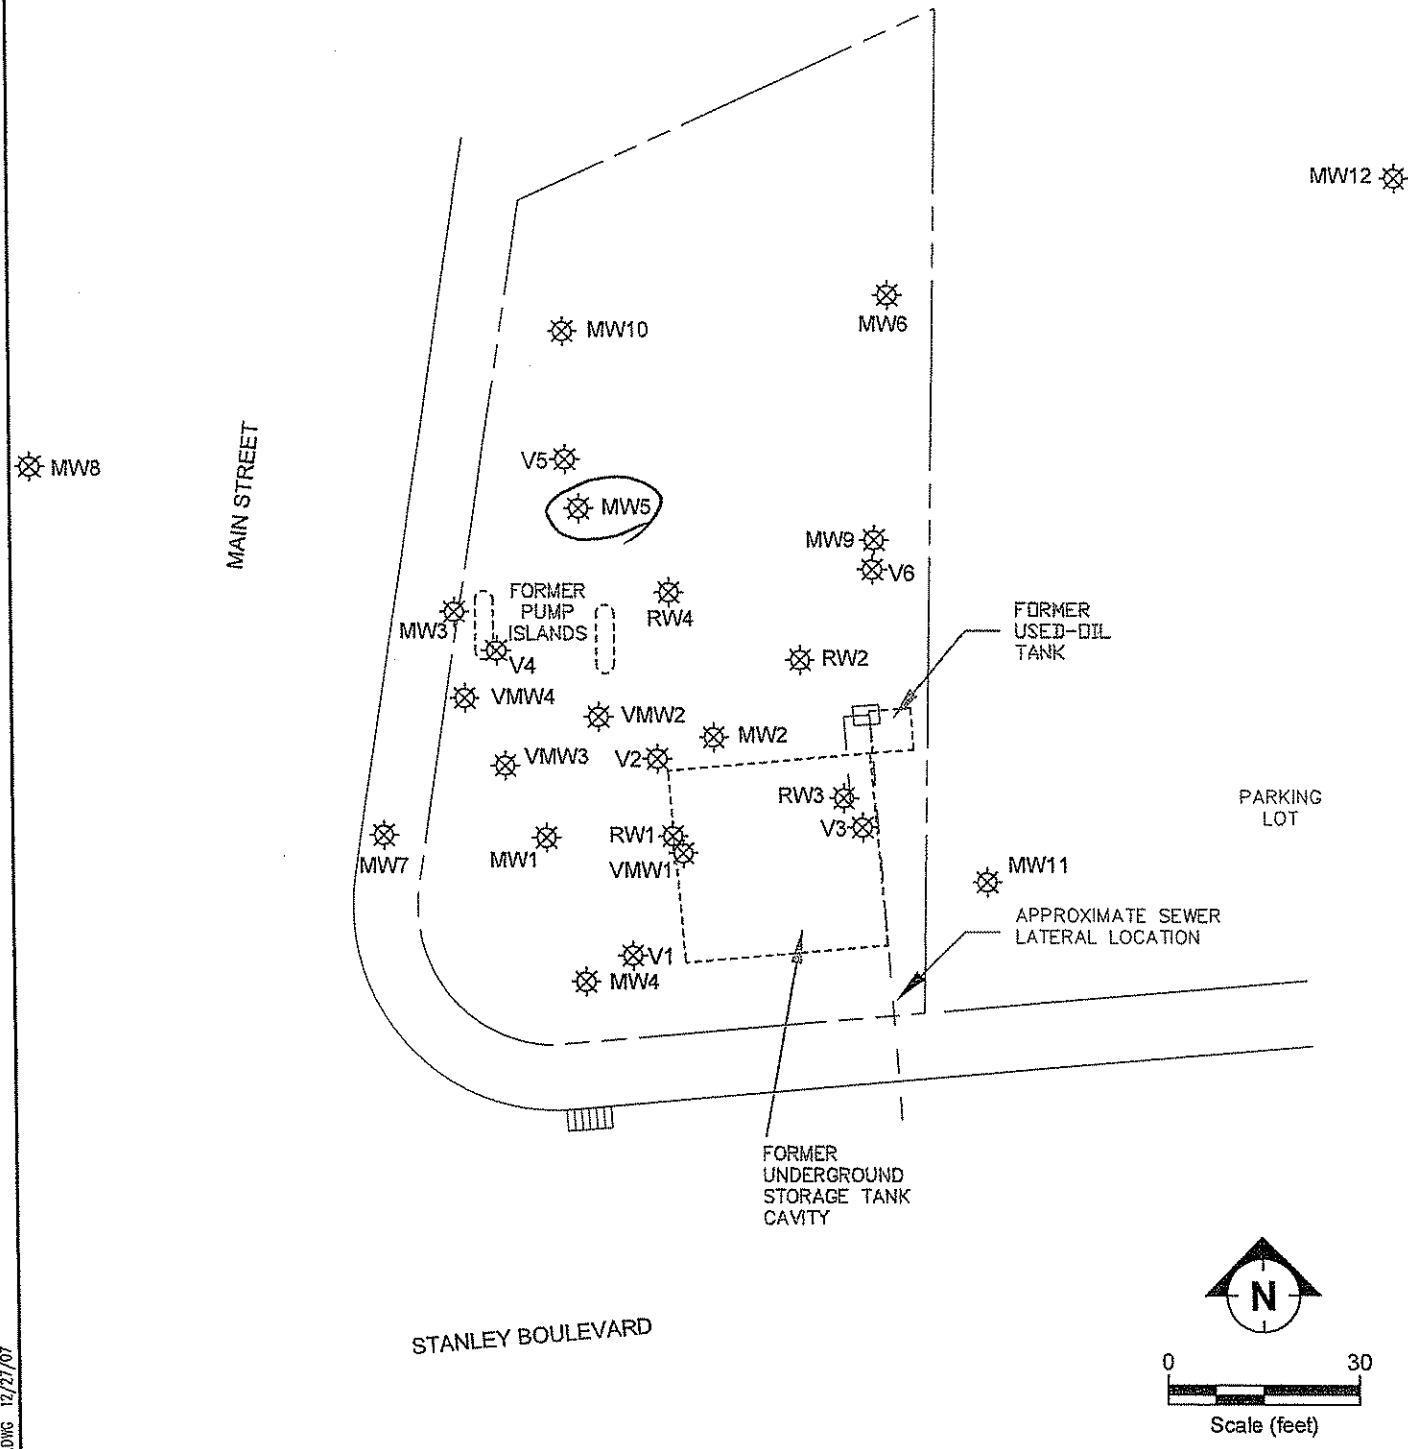 MW12
MW6
MW10
MAIN STREET
MW8
V5
MW5
MW9
V6
FORMER
PUMP
ISLANDS
RW4
MW3
V4
FORMER
USED-OIL
TANK
RW2
VMW4
VMW2
MW2
VMW3
V2
RW3
V3
PARKING
LOT
MW7
MW1
RW1
VMW1
MW11
APPROXIMATE SEWER
LATERAL LOCATION
V1
MW4
FORMER
UNDERGROUND
STORAGE TANK
CAVITY
STANLEY BOULEVARD
N
0 30
Scale (feet)
.DWG 12/27/07